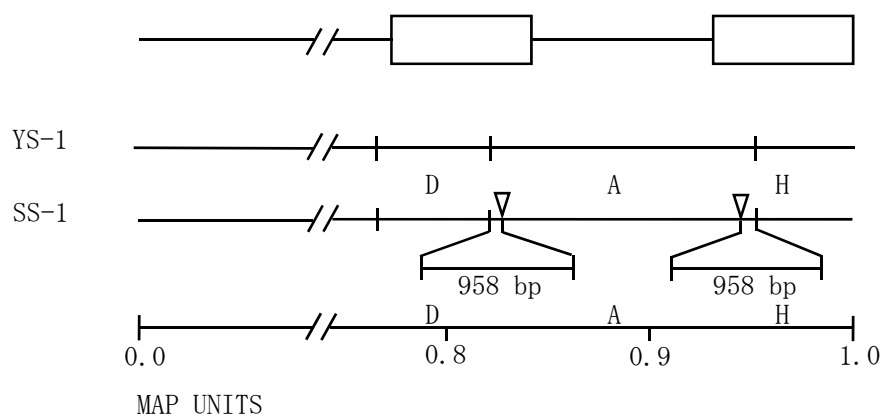 YS-1
D A H
SS-1
958 bp 958 bp
D A H
0.0 0.8 0.9 1.0
MAP UNITS